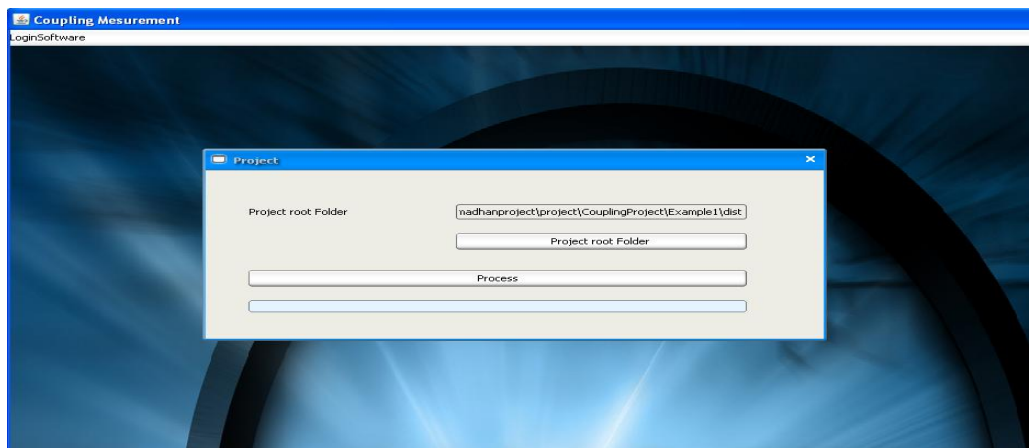 Coupling Mesurement
LoginSoftware
Project
Project root Folder
nadhanproject\project\CouplingProject\Example1\dist
Project root Folder
Process